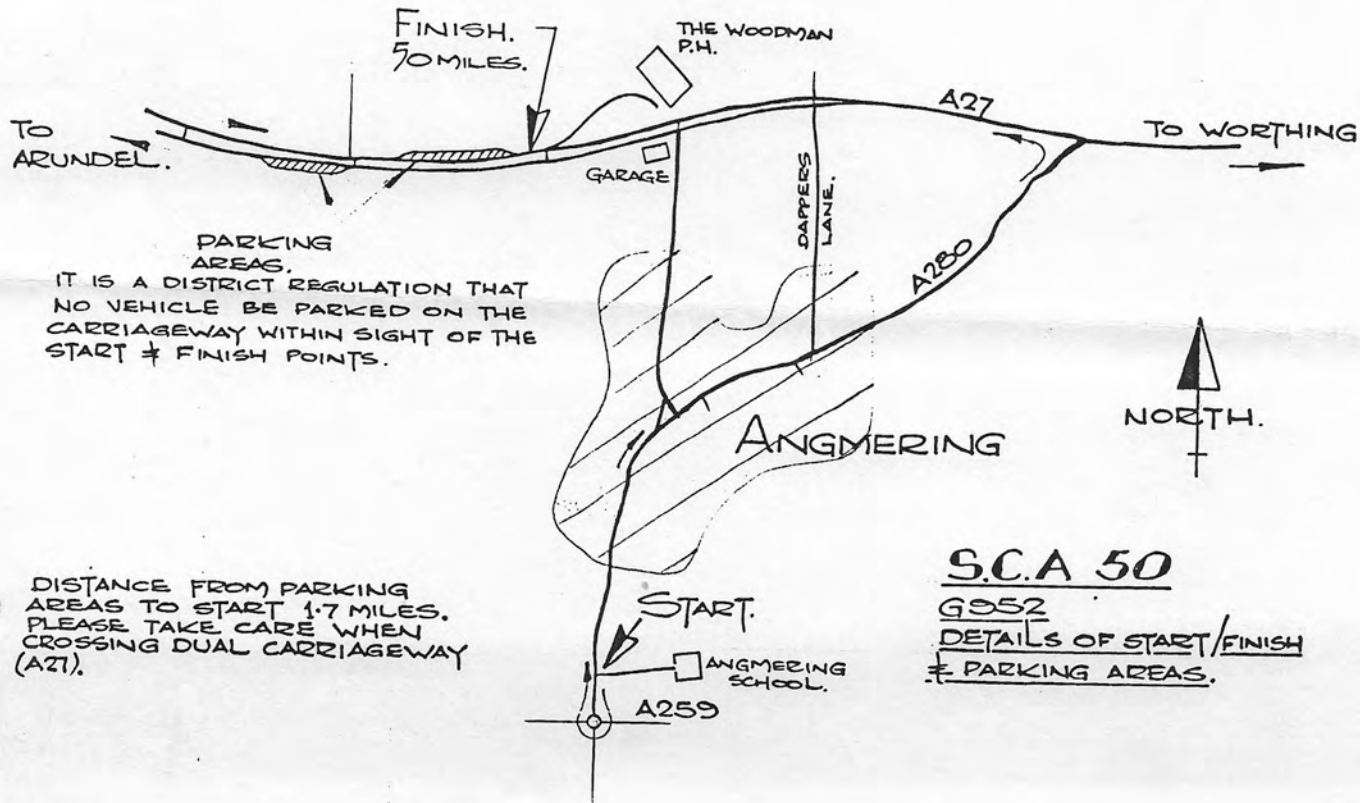 FINISH.
50 MILES.
THE WOODMAN
P.H.
A27
TO
ARUNDEL.
TO WORTHING
GARAGE
DAPPERS
LANE.
A280
PARKING
AREAS.
IT IS A DISTRICT REGULATION THAT
NO VEHICLE BE PARKED ON THE
CARRIAGEWAY WITHIN SIGHT OF THE
START & FINISH POINTS.
NORTH.
ANGMERING
DISTANCE FROM PARKING
AREAS TO START 1.7 MILES.
PLEASE TAKE CARE WHEN
CROSSING DUAL CARRIAGEWAY
(A27).
START.
ANGMERING
SCHOOL.
A259
S.C.A 50
G952
DETAILS OF START/FINISH
& PARKING AREAS.